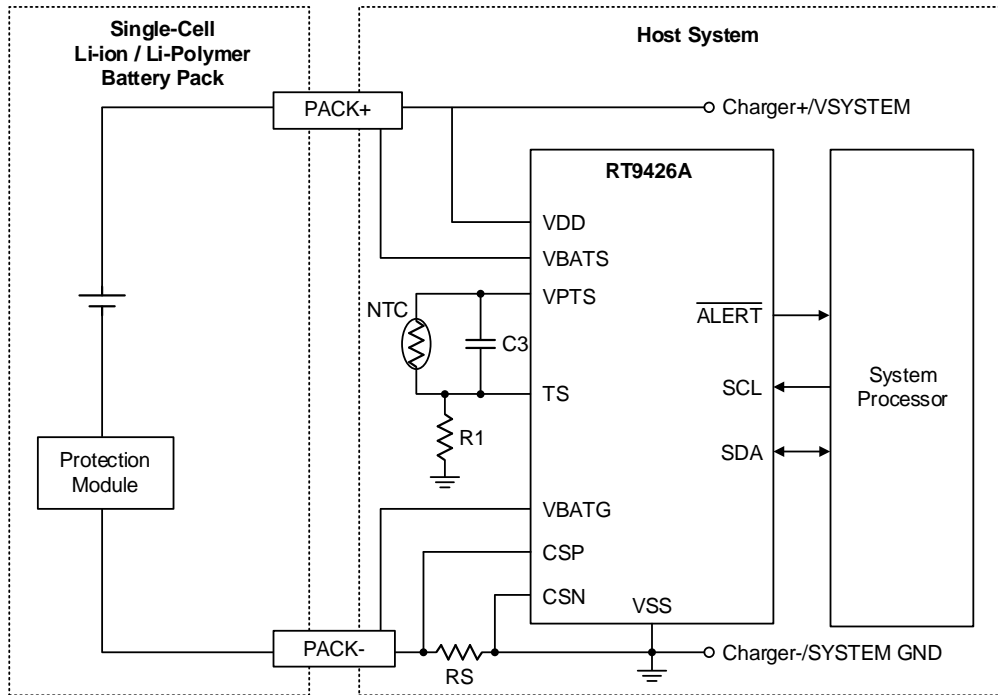 Single-Cell
Li-ion / Li-Polymer
Battery Pack
Host System
PACK+
Charger+/VSYSTEM
RT9426A
VDD
VBATS
VPTS
NTC
C3
ALERT
TS
SCL
System
Processor
R1
SDA
Protection
Module
VBATG
CSP
CSN
VSS
PACK-
RS
Charger-/SYSTEM GND